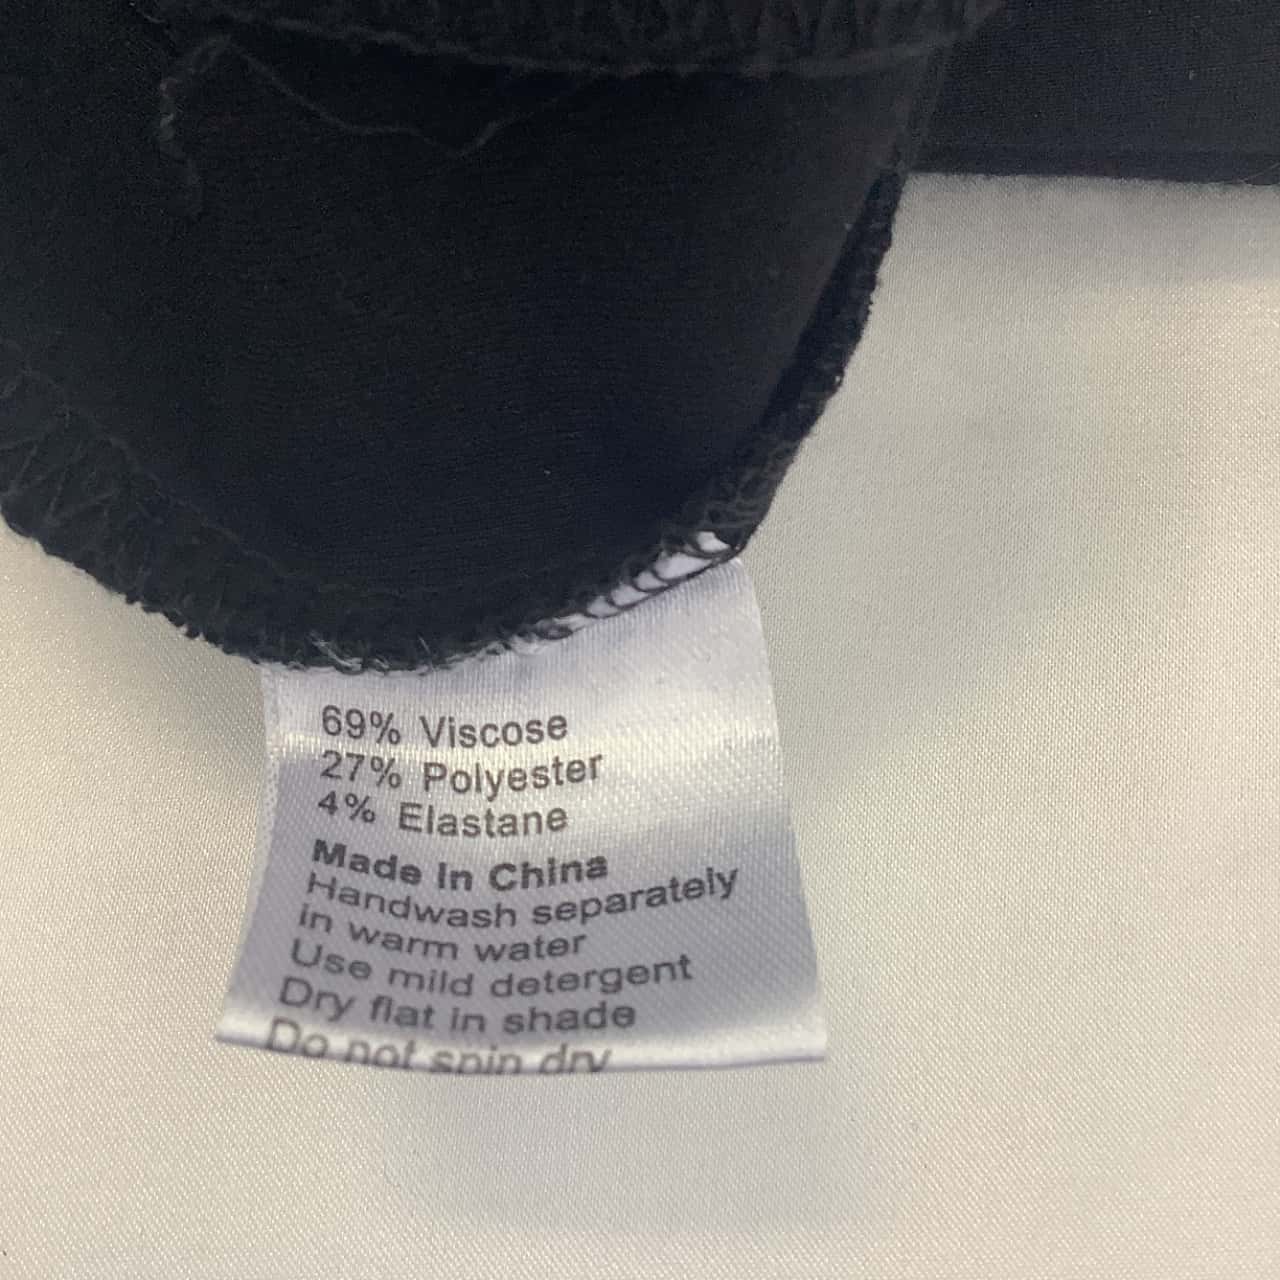 69% Viscose
27% Polyester
4% Elastane
Made In China
Handwash separately
in warm water
Use mild detergent
Dry flat in shade
Do not spin dry